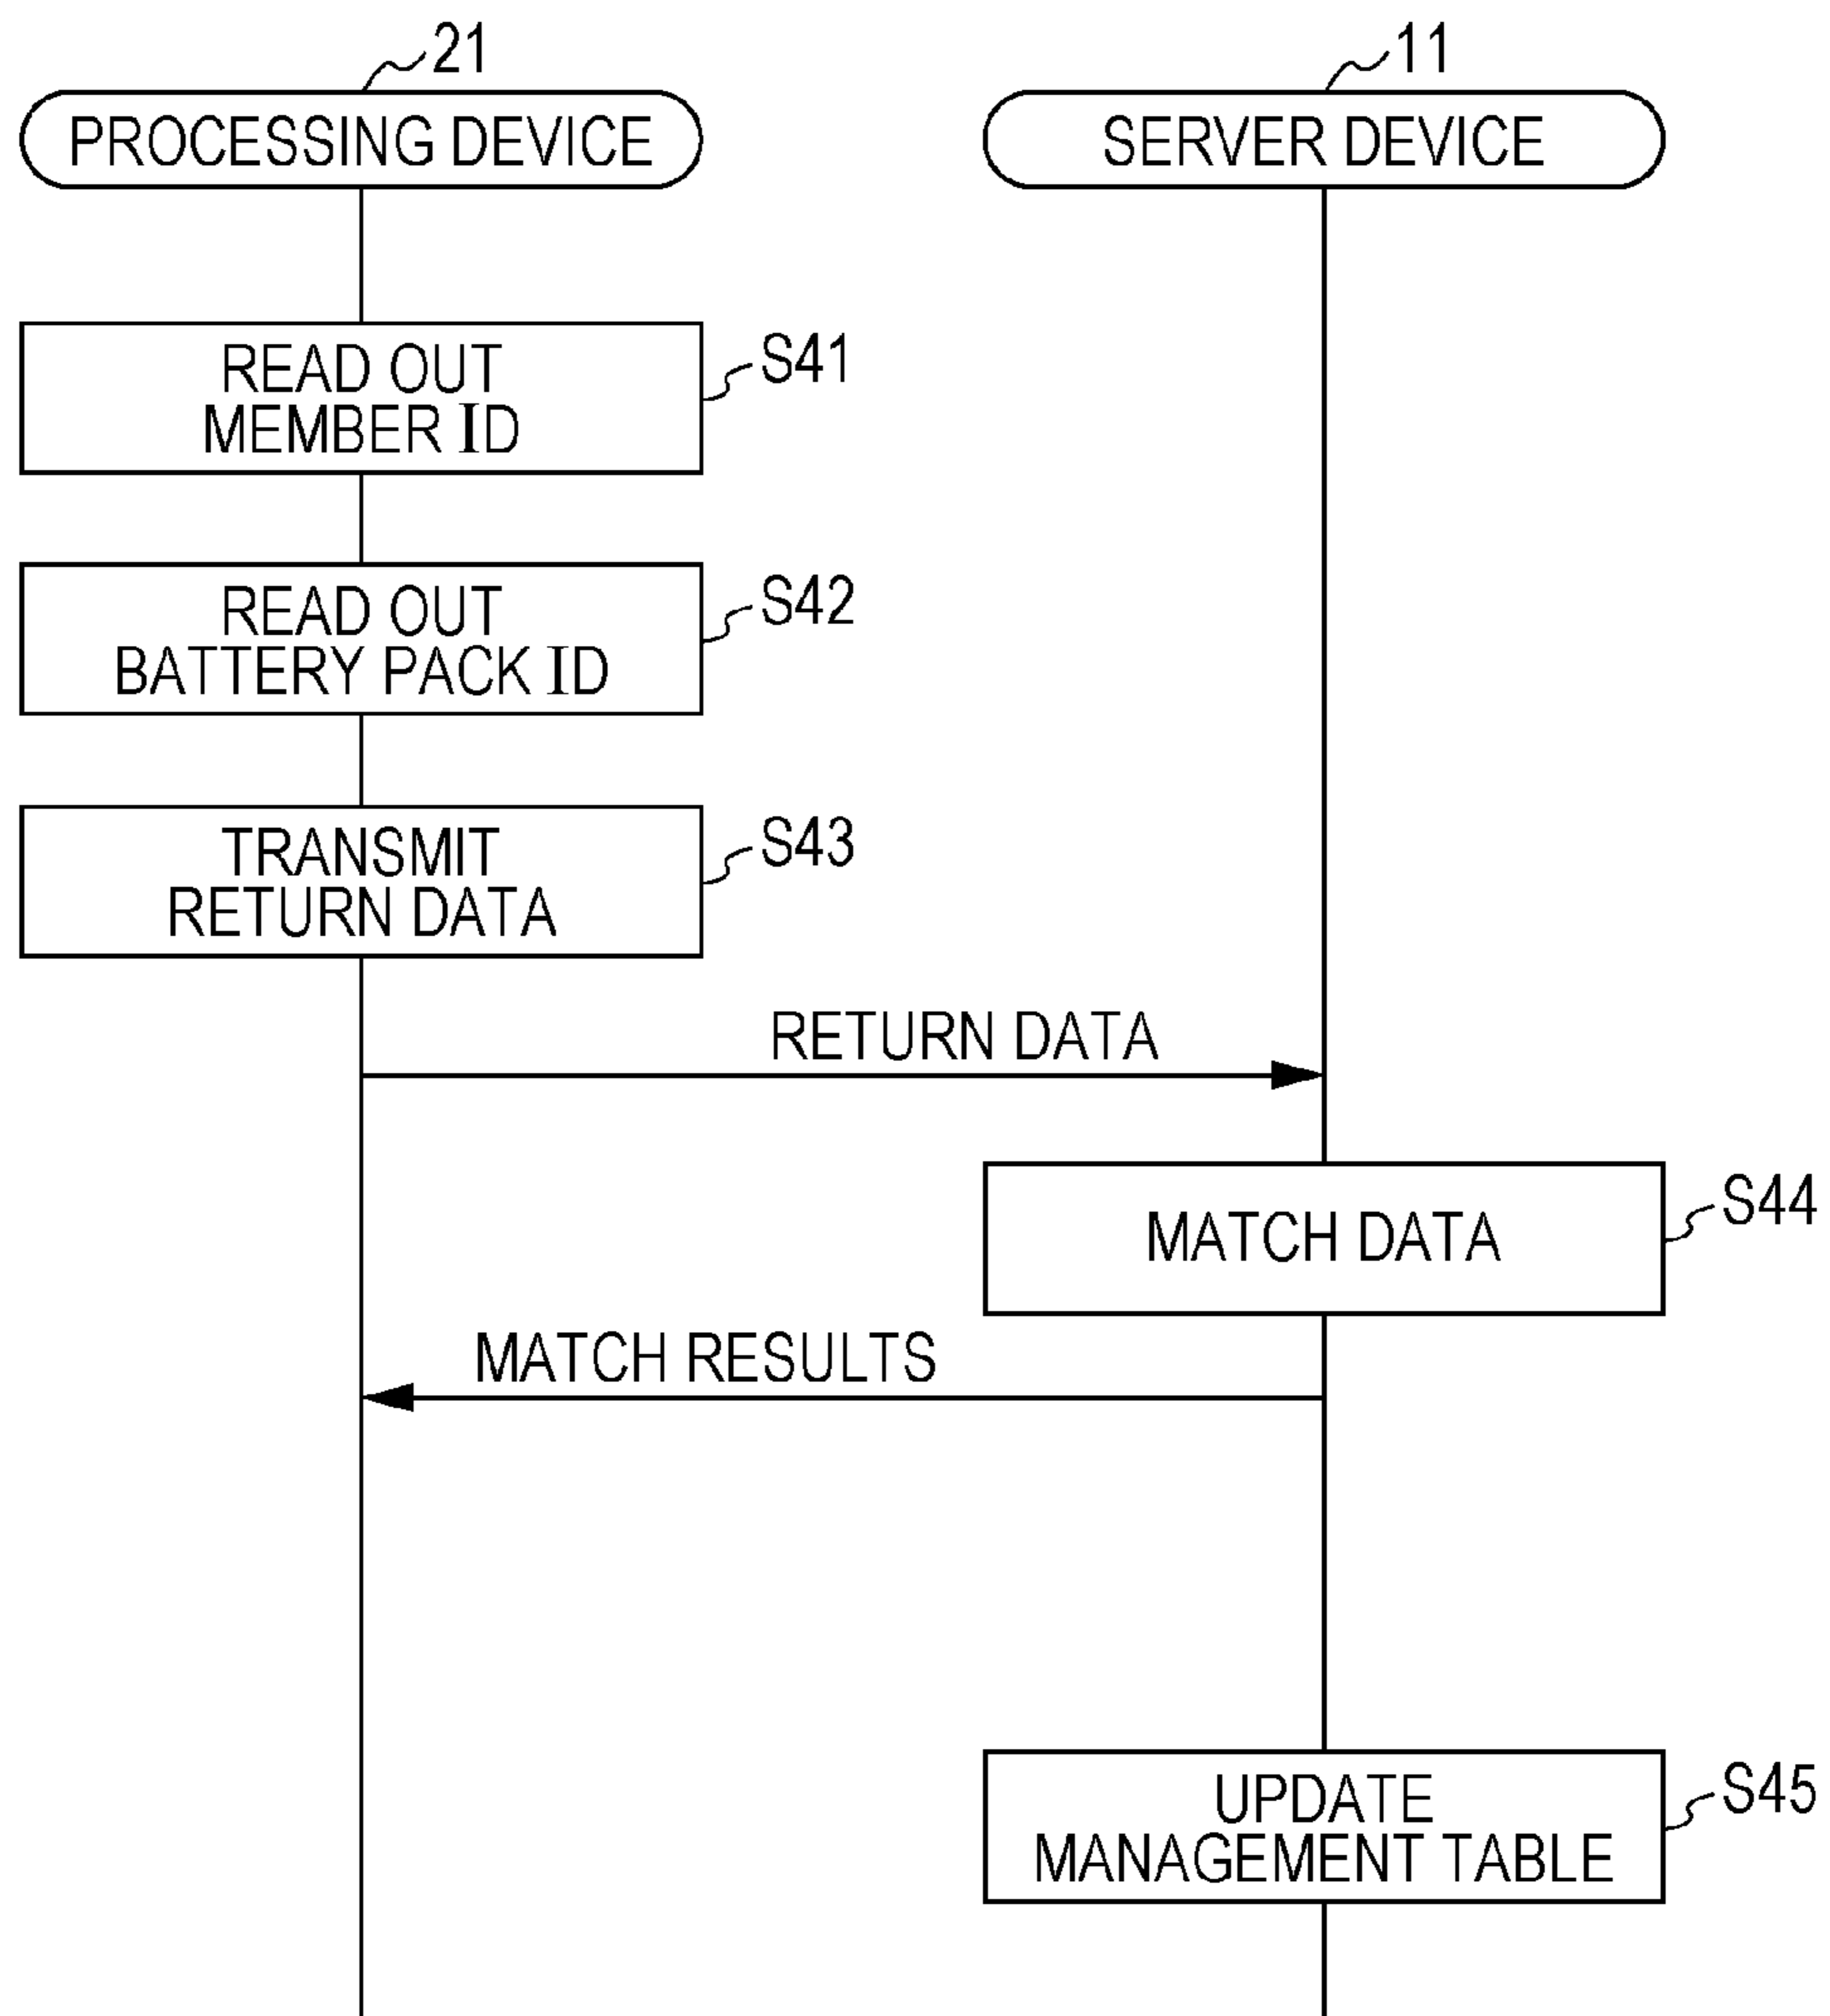 21
11
PROCESSING DEVICE
SERVER DEVICE
READ OUT
MEMBER ID
S41
READ OUT
BATTERY PACK ID
S42
TRANSMIT
RETURN DATA
S43
RETURN DATA
MATCH DATA
S44
MATCH RESULTS
UPDATE
MANAGEMENT TABLE
S45